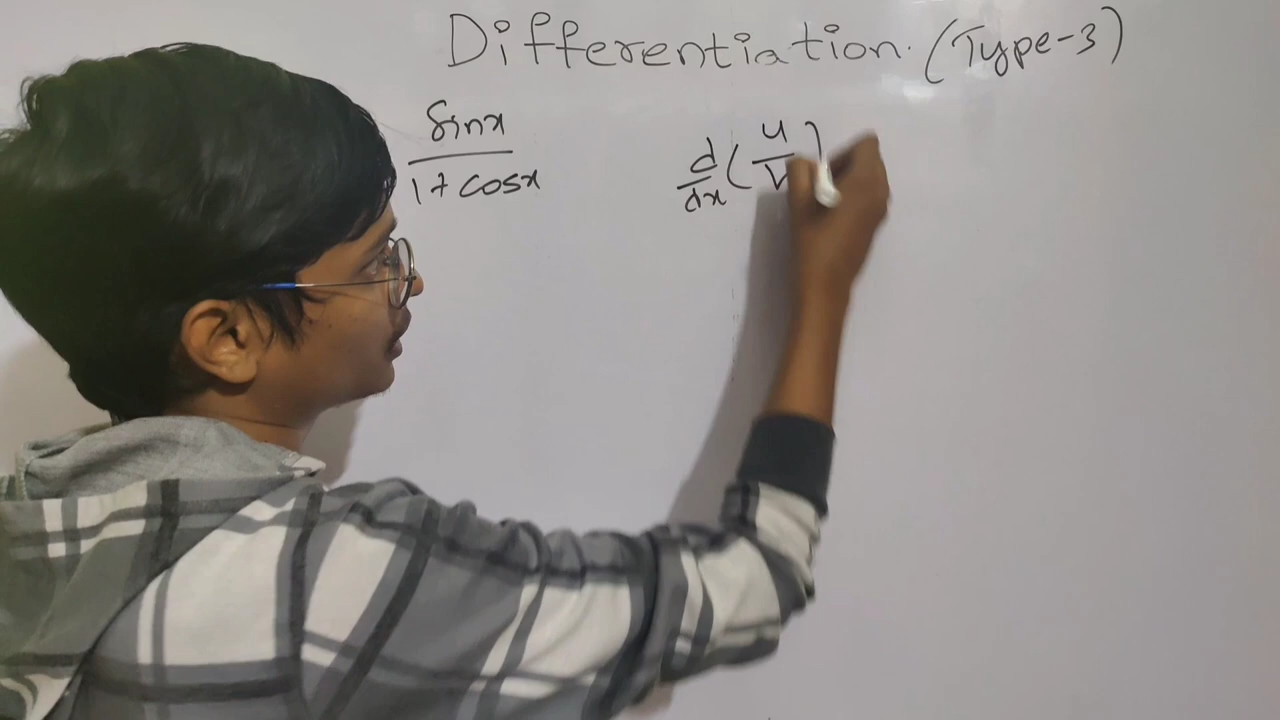 Differentiation. (Type-3)
sinx
1+cosx
d/dx (u/v)